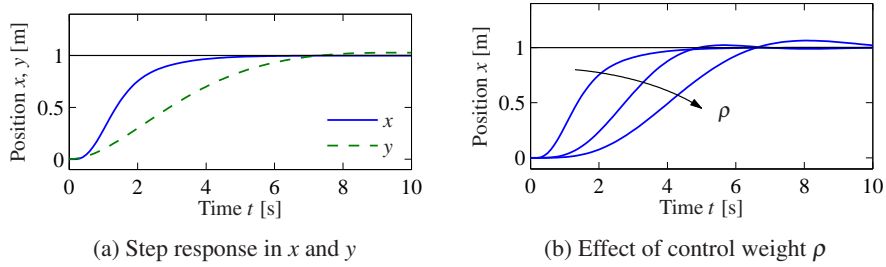 Position x, y [m]
1
0.5
0
x
y
0 2 4 6 8 10
Time t [s]
(a) Step response in x and y
Position x [m]
1
0.5
0
ρ
0 2 4 6 8 10
Time t [s]
(b) Effect of control weight ρ